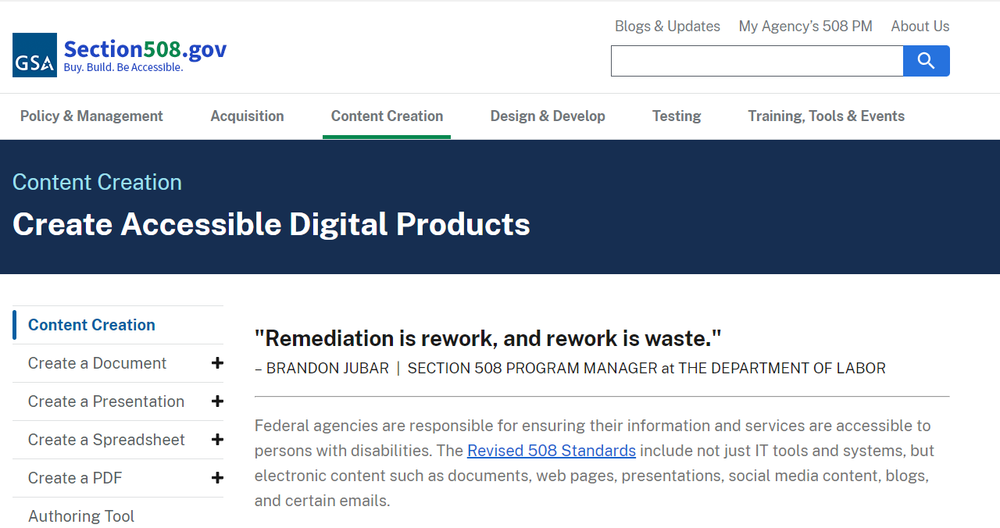 Blogs & Updates My Agency’s 508 PM About Us
GSA
Section508.gov
Buy. Build. Be Accessible.
Policy & Management Acquisition Content Creation Design & Develop Testing Training, Tools & Events
Content Creation
Create Accessible Digital Products
Content Creation
Create a Document +
Create a Presentation +
Create a Spreadsheet +
Create a PDF +
Authoring Tool
"Remediation is rework, and rework is waste."
– BRANDON JUBAR | SECTION 508 PROGRAM MANAGER at THE DEPARTMENT OF LABOR
Federal agencies are responsible for ensuring their information and services are accessible to
persons with disabilities. The Revised 508 Standards include not just IT tools and systems, but
electronic content such as documents, web pages, presentations, social media content, blogs,
and certain emails.